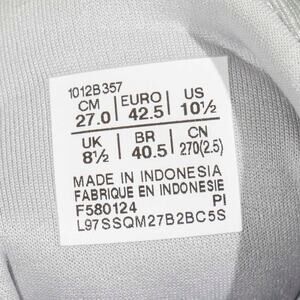 1012B357
CM EURO US
27.0 42.5 10½
UK BR CN
8½ 40.5 270(2.5)
MADE IN INDONESIA
FABRIQUE EN INDONESIE
F580124 PI
L97SSQM27B2BC5S